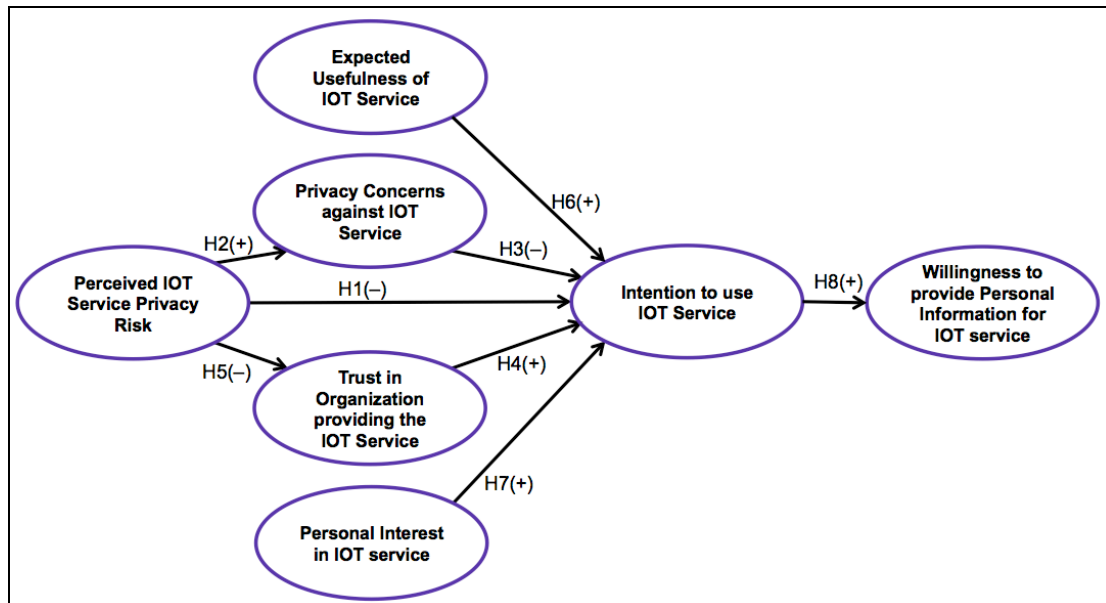 Expected
Usefulness of
IOT Service
Privacy Concerns
against IOT
Service
H6(+)
H2(+)
H3(–)
Perceived IOT
Service Privacy
Risk
H1(–)
Intention to use
IOT Service
H8(+)
Willingness to
provide Personal
Information for
IOT service
H5(–)
H4(+)
Trust in
Organization
providing the
IOT Service
H7(+)
Personal Interest
in IOT service